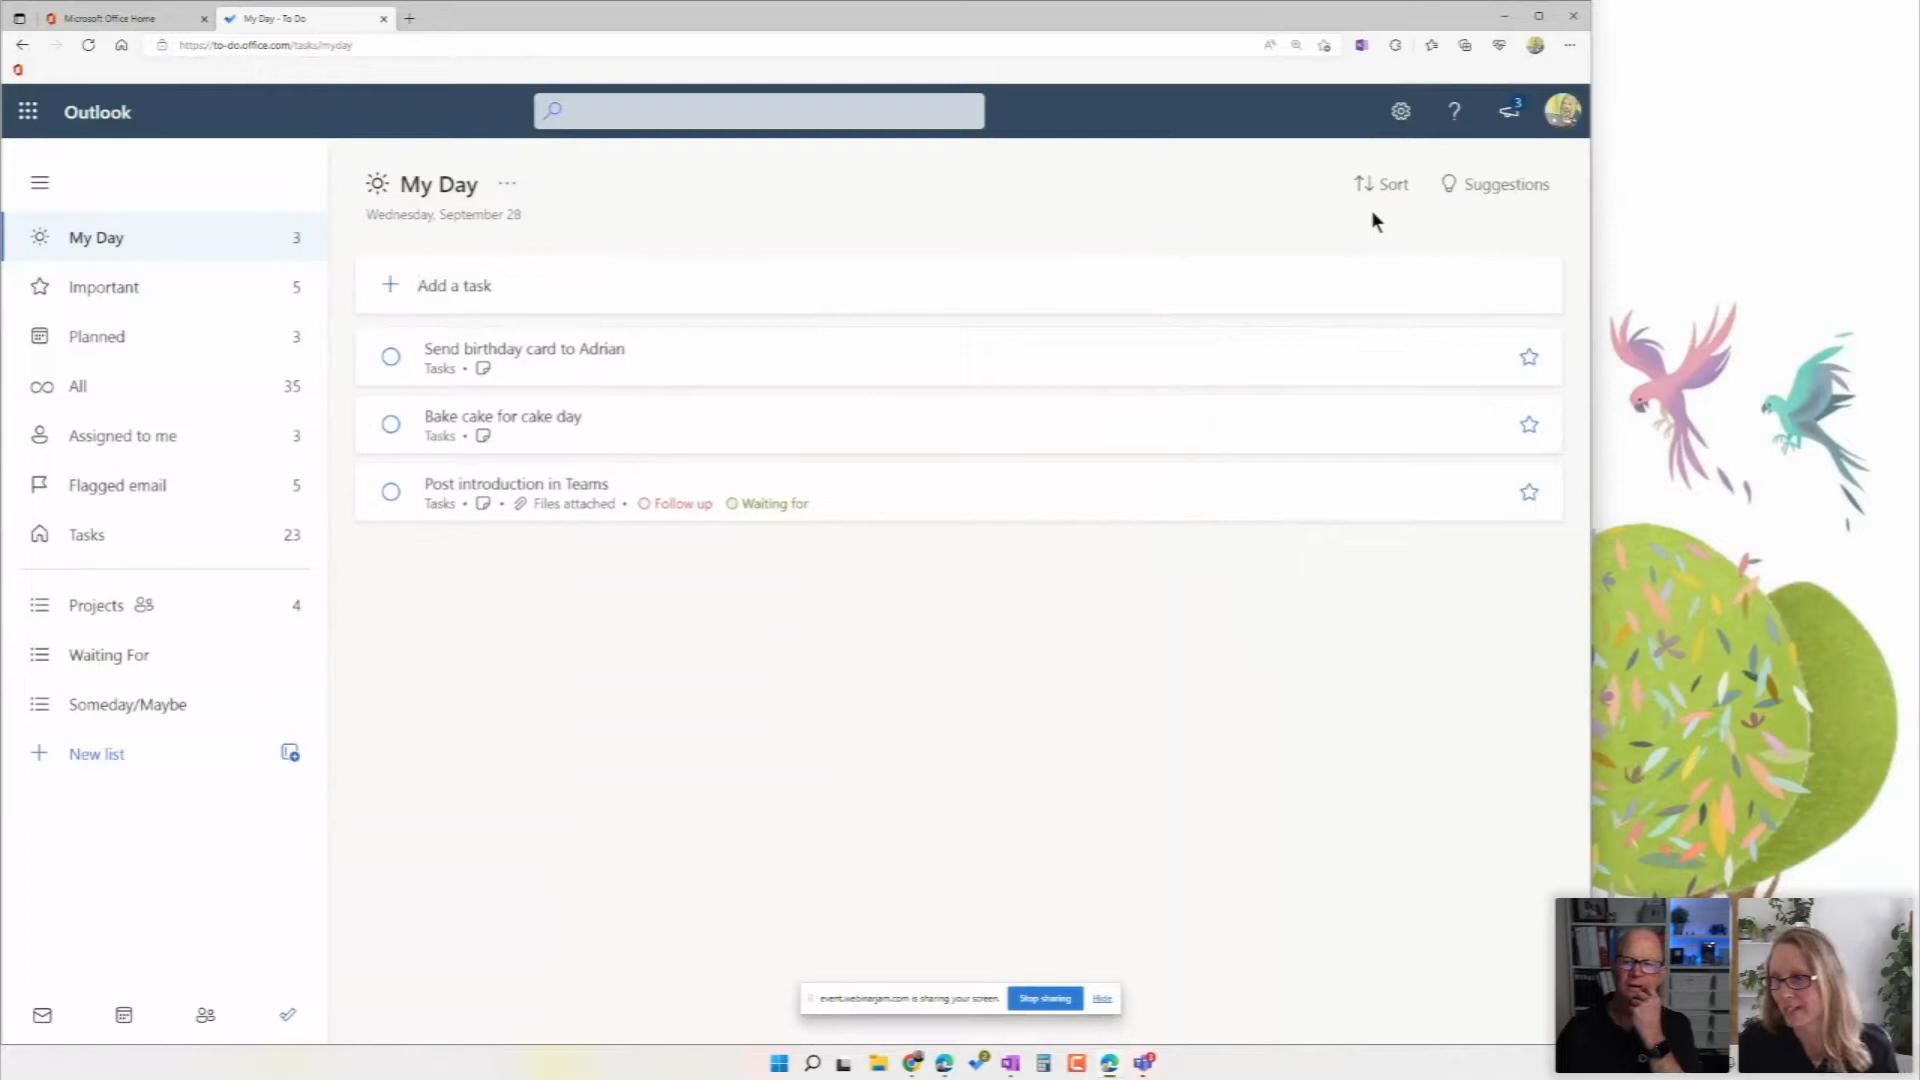 Microsoft Office Home
My Day - To Do
https://to-do.office.com/tasks/myday
Outlook
3
My Day
Sort
Suggestions
Wednesday, September 28
My Day 3
Important 5
Planned 3
All 35
Assigned to me 3
Flagged email 5
Tasks 23
Projects 4
Waiting For
Someday/Maybe
New list
Add a task
Send birthday card to Adrian
Tasks •
Bake cake for cake day
Tasks •
Post introduction in Teams
Tasks • • Files attached • Follow up Waiting for
event.webinarjam.com is sharing your screen. Stop sharing Hide